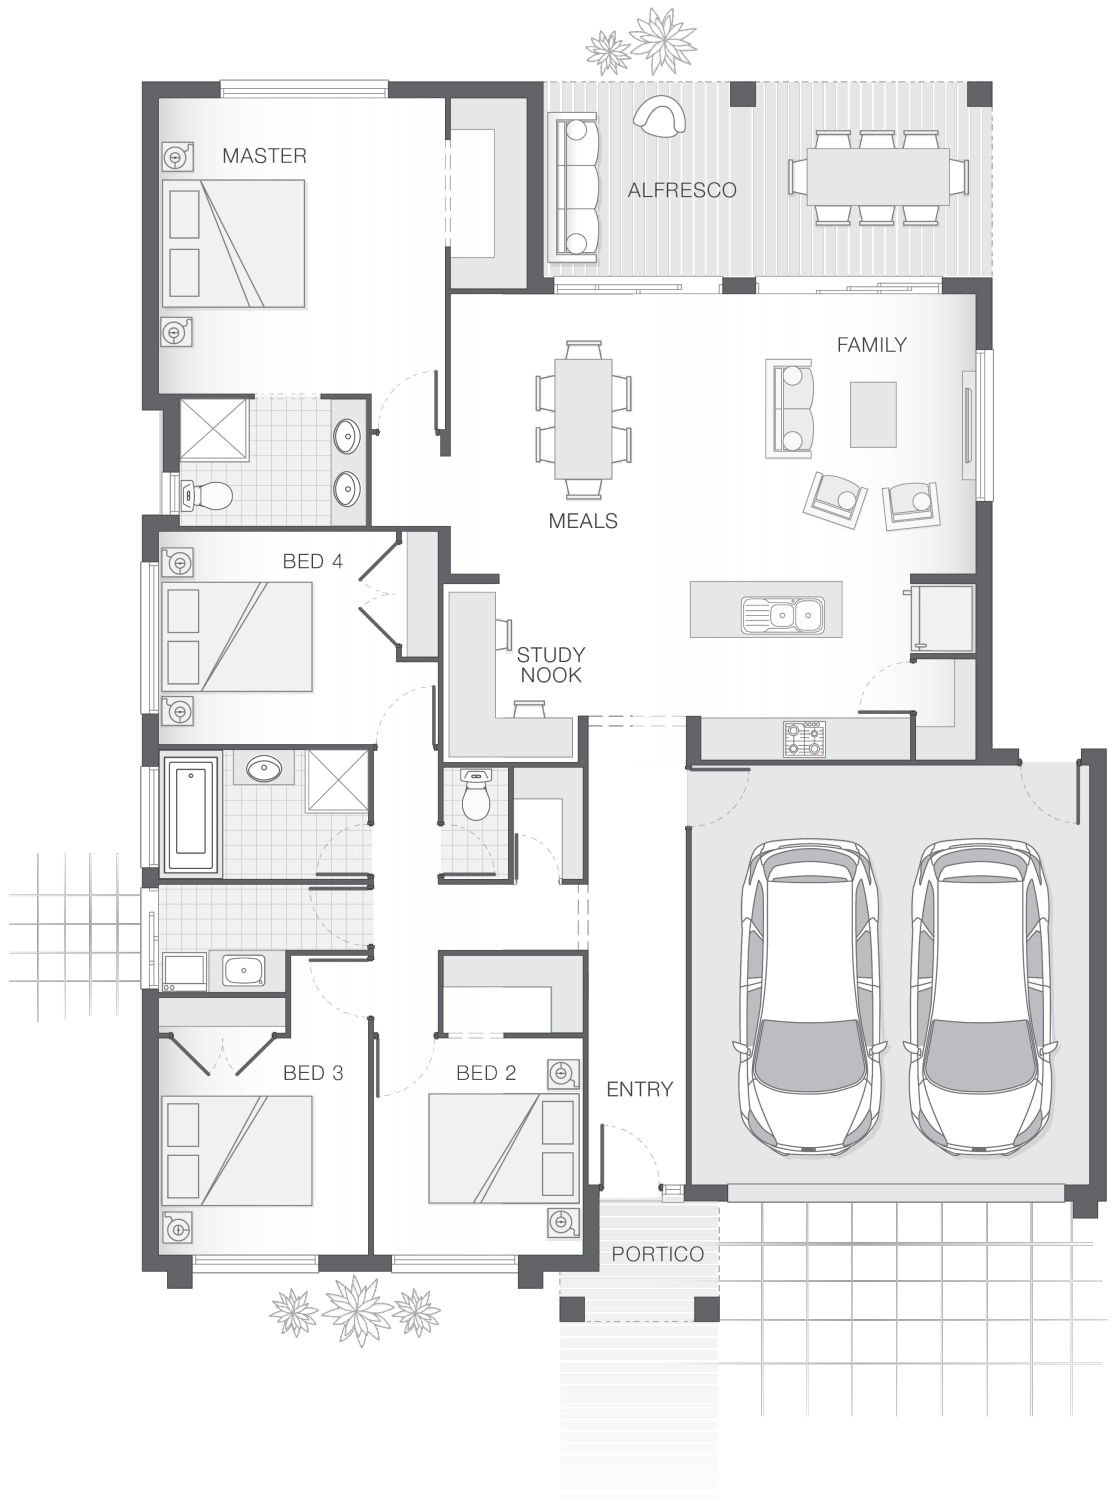 MASTER
ALFRESCO
FAMILY
MEALS
BED 4
STUDY
NOOK
BED 3
BED 2
ENTRY
PORTICO